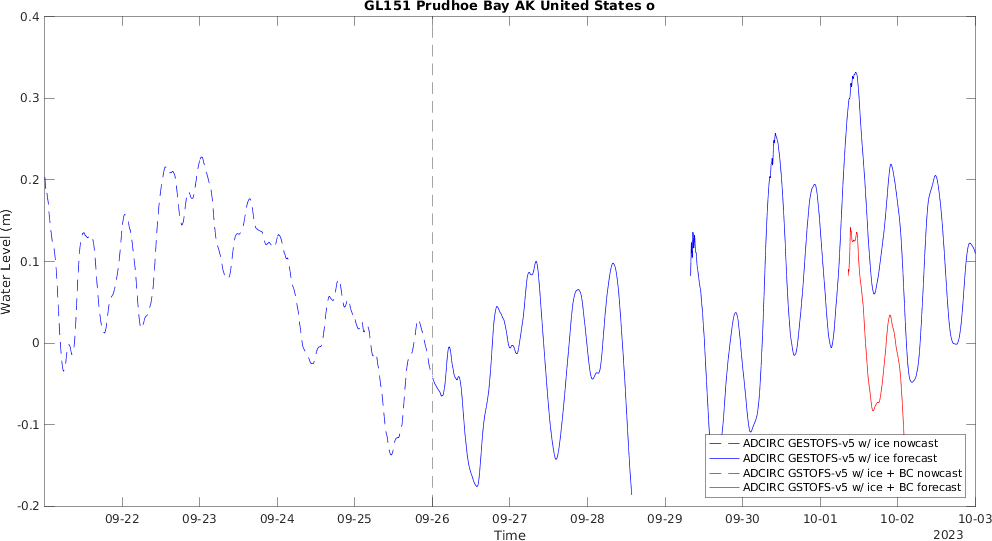 GL151 Prudhoe Bay AK United States o
0.4
0.3
0.2
0.1
0
-0.1
-0.2
Water Level (m)
ADCIRC GESTOFS-v5 w/ ice nowcast
ADCIRC GESTOFS-v5 w/ ice forecast
ADCIRC GSTOFS-v5 w/ ice + BC nowcast
ADCIRC GSTOFS-v5 w/ ice + BC forecast
09-22 09-23 09-24 09-25 09-26 09-27 09-28 09-29 09-30 10-01 10-02 10-03
Time
2023